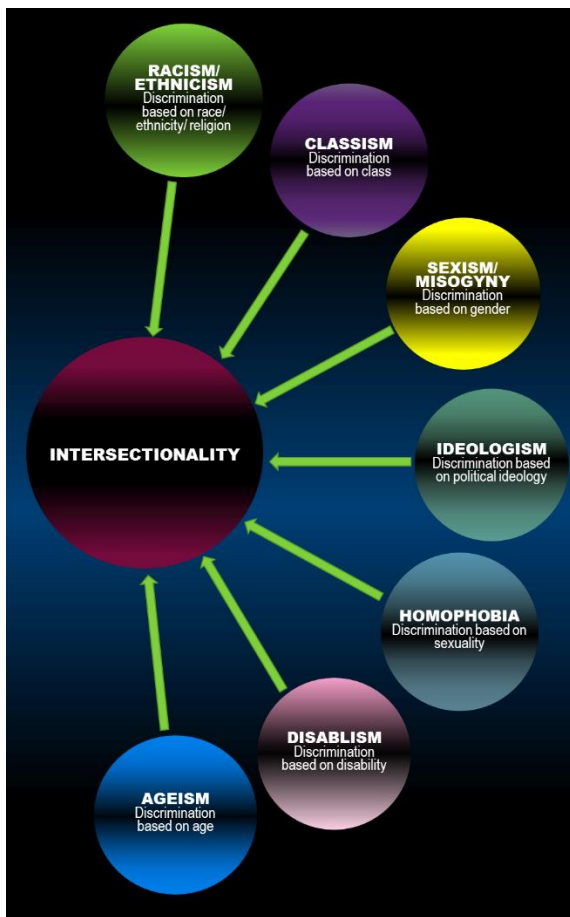 RACISM/
ETHNICISM
Discrimination
based on race/
ethnicity/ religion
CLASSISM
Discrimination
based on class
SEXISM/
MISOGYNY
Discrimination
based on gender
INTERSECTIONALITY
IDEOLOGISM
Discrimination based
on political ideology
HOMOPHOBIA
Discrimination based on
sexuality
DISABLISM
Discrimination
based on disability
AGEISM
Discrimination
based on age